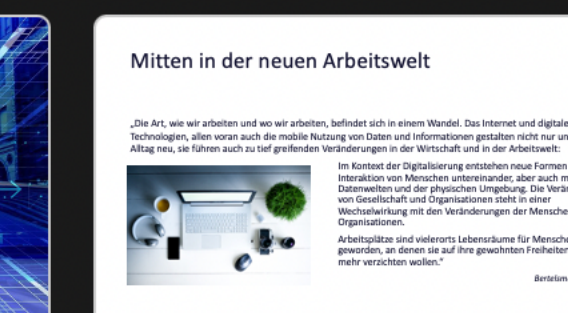 Mitten in der neuen Arbeitswelt
„Die Art, wie wir arbeiten und wo wir arbeiten, befindet sich in einem Wandel. Das Internet und digitale
Technologien, allen voran auch die mobile Nutzung von Daten und Informationen gestalten nicht nur un
Alltag neu, sie führen auch zu tief greifenden Veränderungen in der Wirtschaft und in der Arbeitswelt:
Im Kontext der Digitalisierung entstehen neue Formen
Interaktion von Menschen untereinander, aber auch m
Datenwelten und der physischen Umgebung. Die Verän
von Gesellschaft und Organisationen steht in einer
Wechselwirkung mit den Veränderungen der Mensche
Organisationen.
Arbeitsplätze sind vielerorts Lebensräume für Mensche
geworden, an denen sie auf ihre gewohnten Freiheiten
mehr verzichten wollen.“
Bertelsm